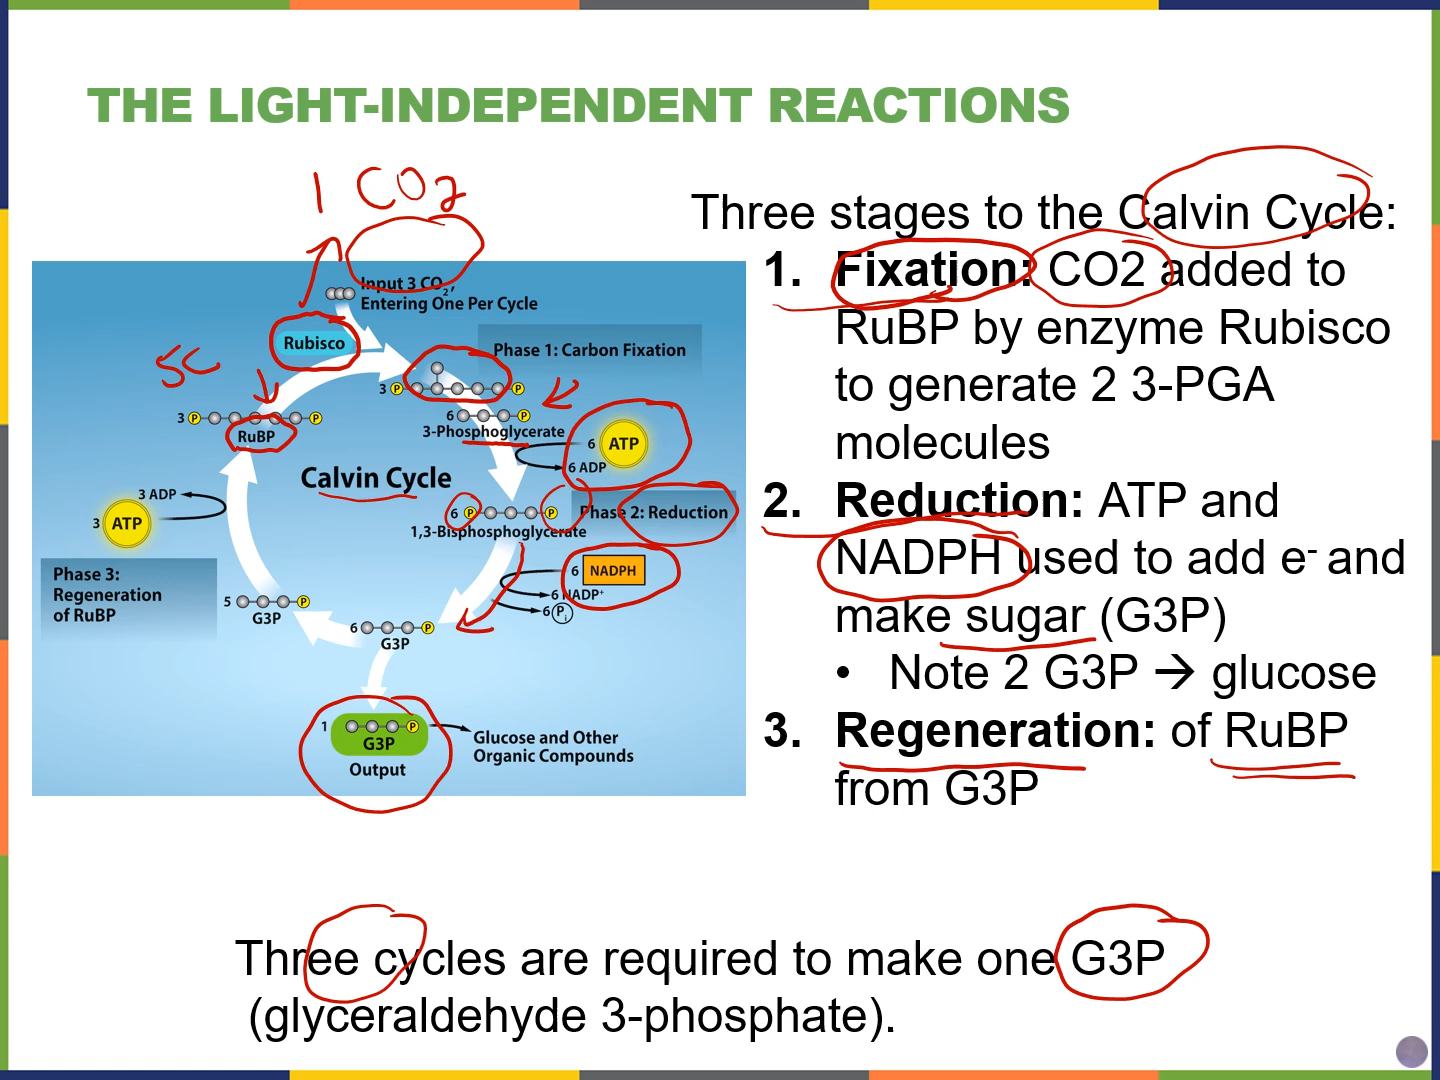 THE LIGHT-INDEPENDENT REACTIONS
1 CO2
Input 3 CO2,
Entering One Per Cycle
Rubisco
Phase 1: Carbon Fixation
5C
3 P P
3 P P
RuBP
6 P
3-Phosphoglycerate
6 ATP
6 ADP
Calvin Cycle
3 ADP
3 ATP
6 P P
Phase 2: Reduction
1,3-Bisphosphoglycerate
6 NADPH
6 NADP+
6 Pi
Phase 3:
Regeneration
of RuBP
5 P
G3P
6 P
G3P
1 P
G3P
Output
Glucose and Other
Organic Compounds
Three stages to the Calvin Cycle:
1. Fixation: CO2 added to
RuBP by enzyme Rubisco
to generate 2 3-PGA
molecules
2. Reduction: ATP and
NADPH used to add e- and
make sugar (G3P)
• Note 2 G3P → glucose
3. Regeneration: of RuBP
from G3P
Three cycles are required to make one G3P
(glyceraldehyde 3-phosphate).